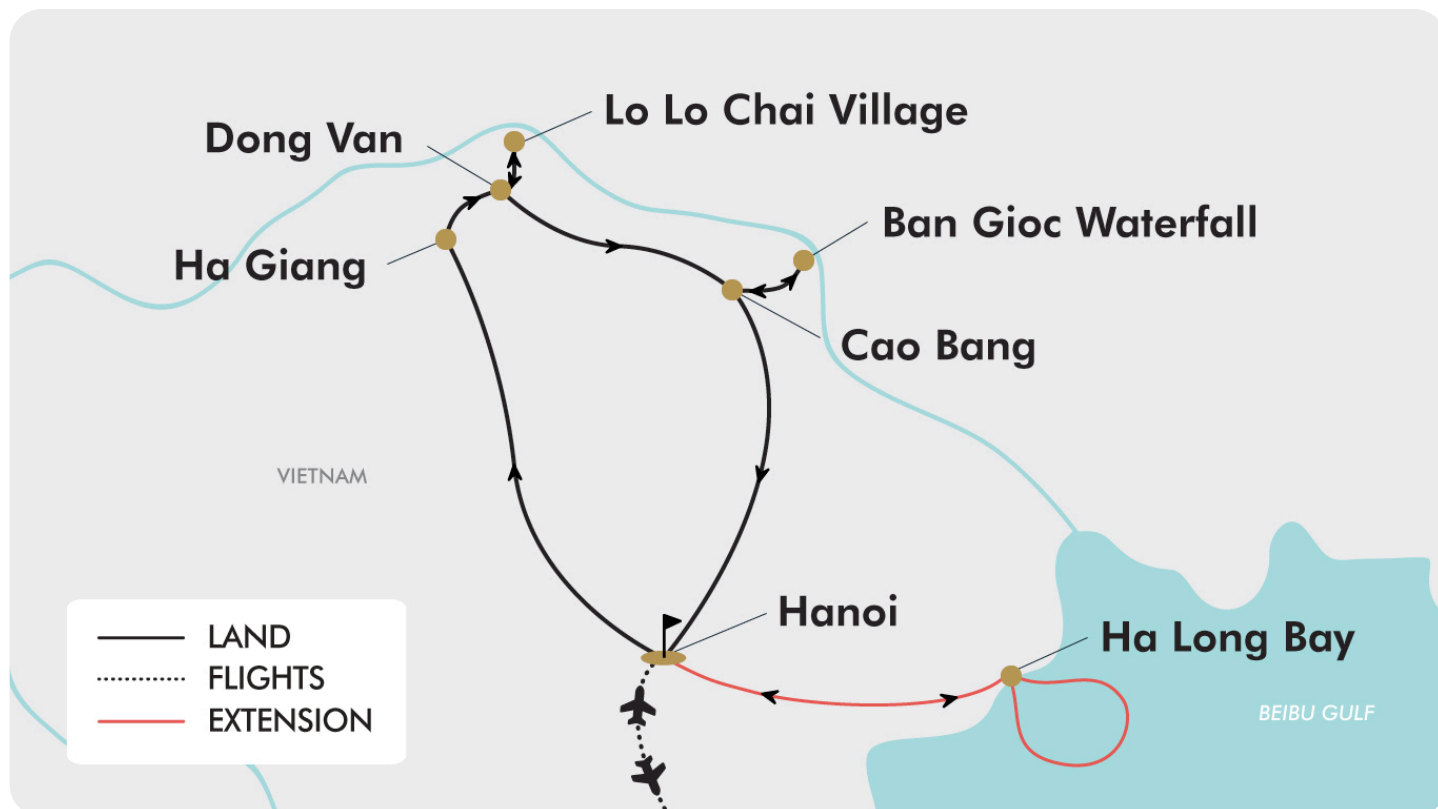 Lo Lo Chai Village
Dong Van
Ban Gioc Waterfall
Ha Giang
Cao Bang
VIETNAM
Hanoi
Ha Long Bay
LAND
FLIGHTS
EXTENSION
BEIBU GULF